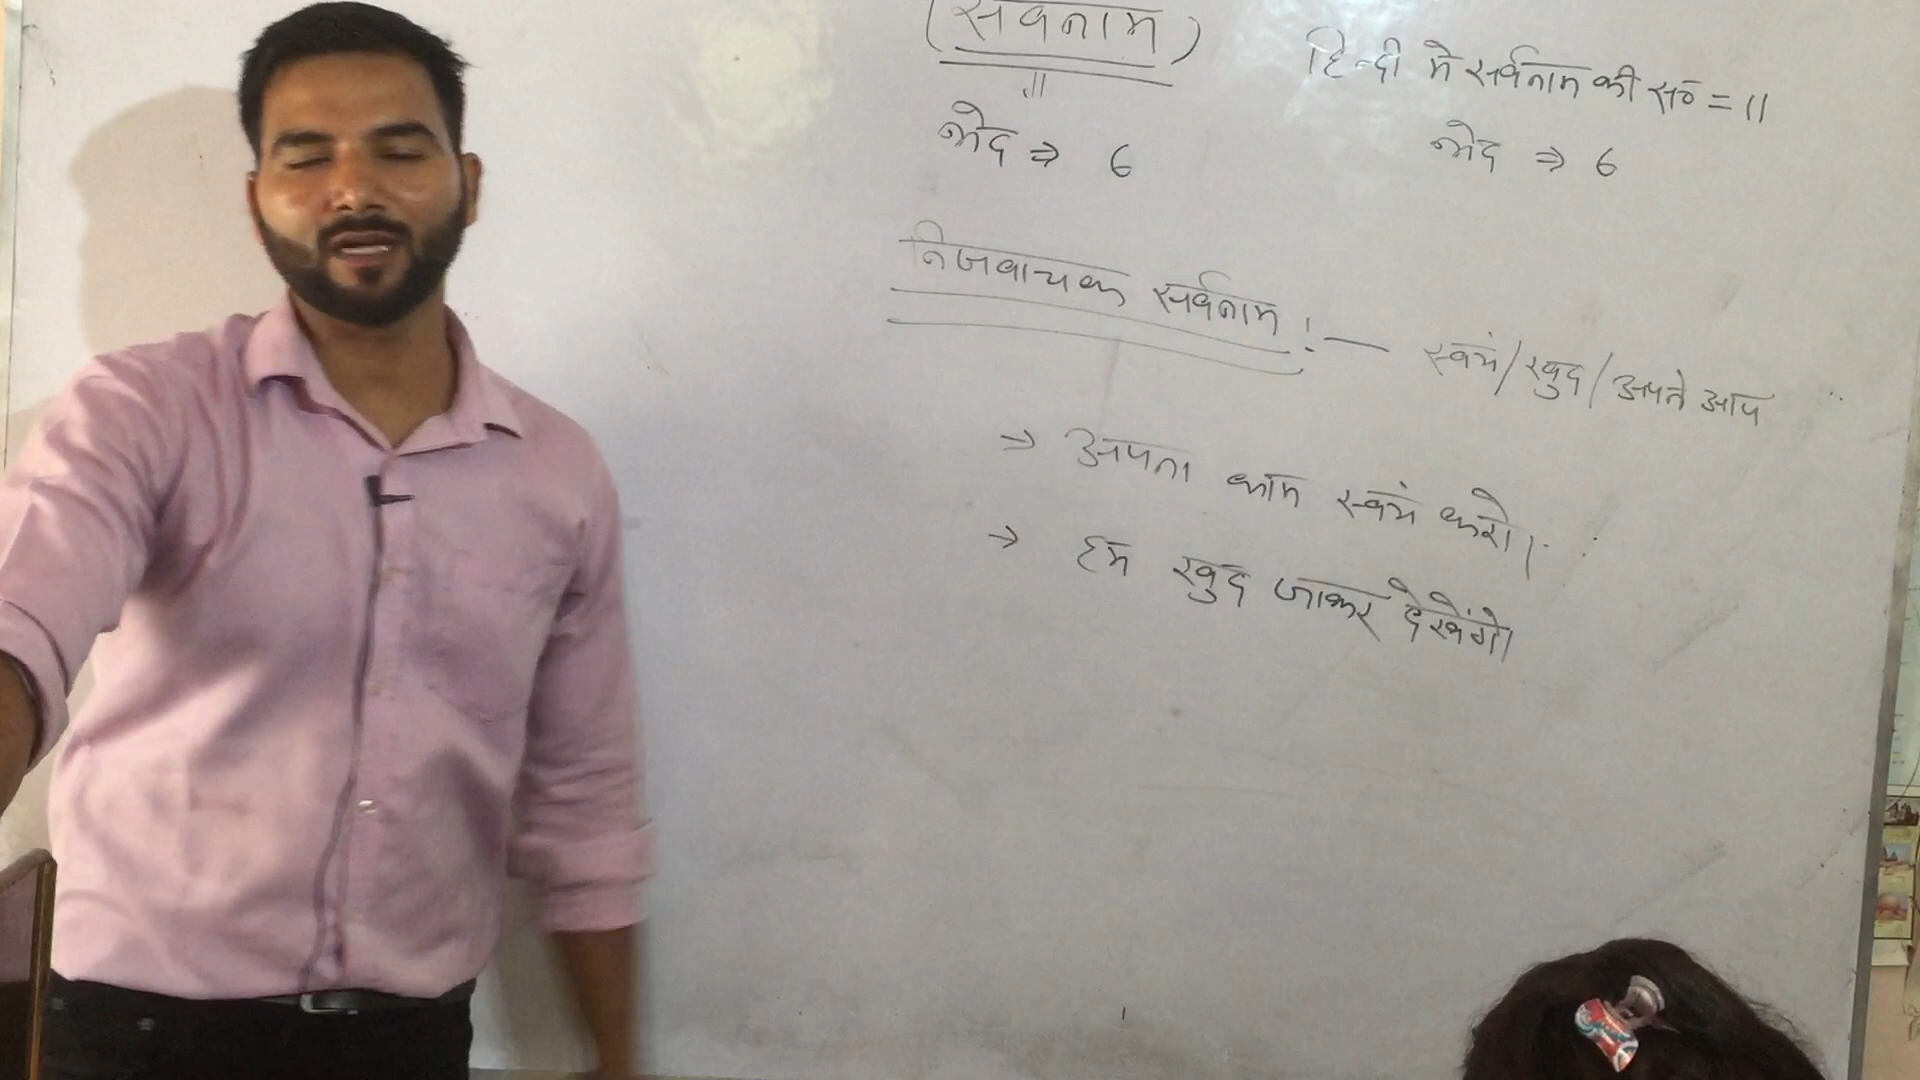 (सर्वनाम)
11
भेद ⇒ 6
हिन्दी मे सर्वनाम की सं० = 11
भेद ⇒ 6
निजवाचक सर्वनाम :— स्वयं/खुद/अपने आप
→ अपना काम स्वयं करो।
→ हम खुद जाकर देखेंगे।